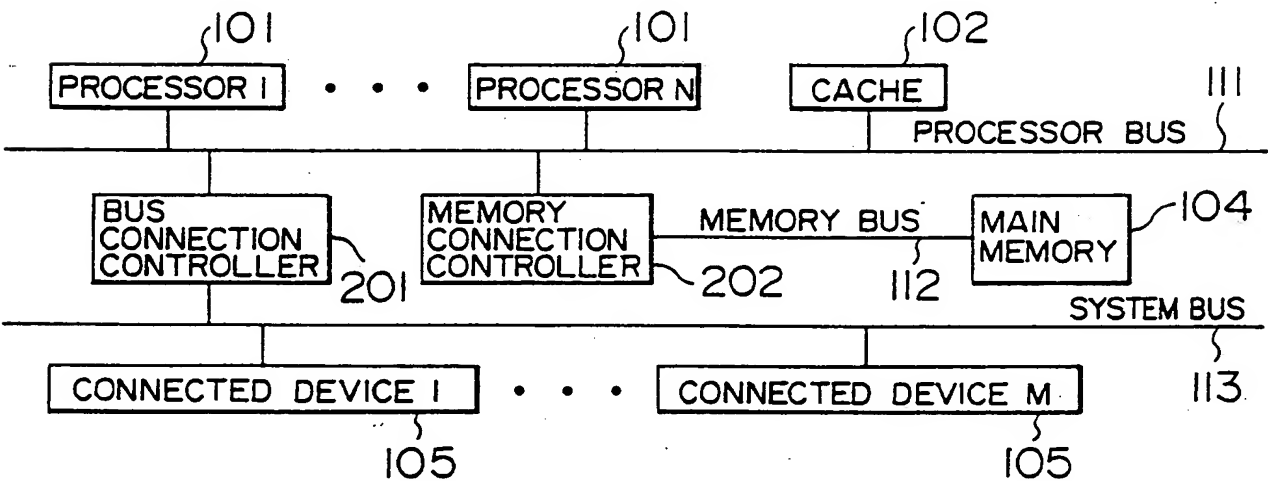 101
101
102
PROCESSOR 1
PROCESSOR N
CACHE
111
PROCESSOR BUS
BUS
CONNECTION
CONTROLLER
201
MEMORY
CONNECTION
CONTROLLER
202
MEMORY BUS
112
MAIN
MEMORY
104
SYSTEM BUS
113
CONNECTED DEVICE 1
CONNECTED DEVICE M
105
105